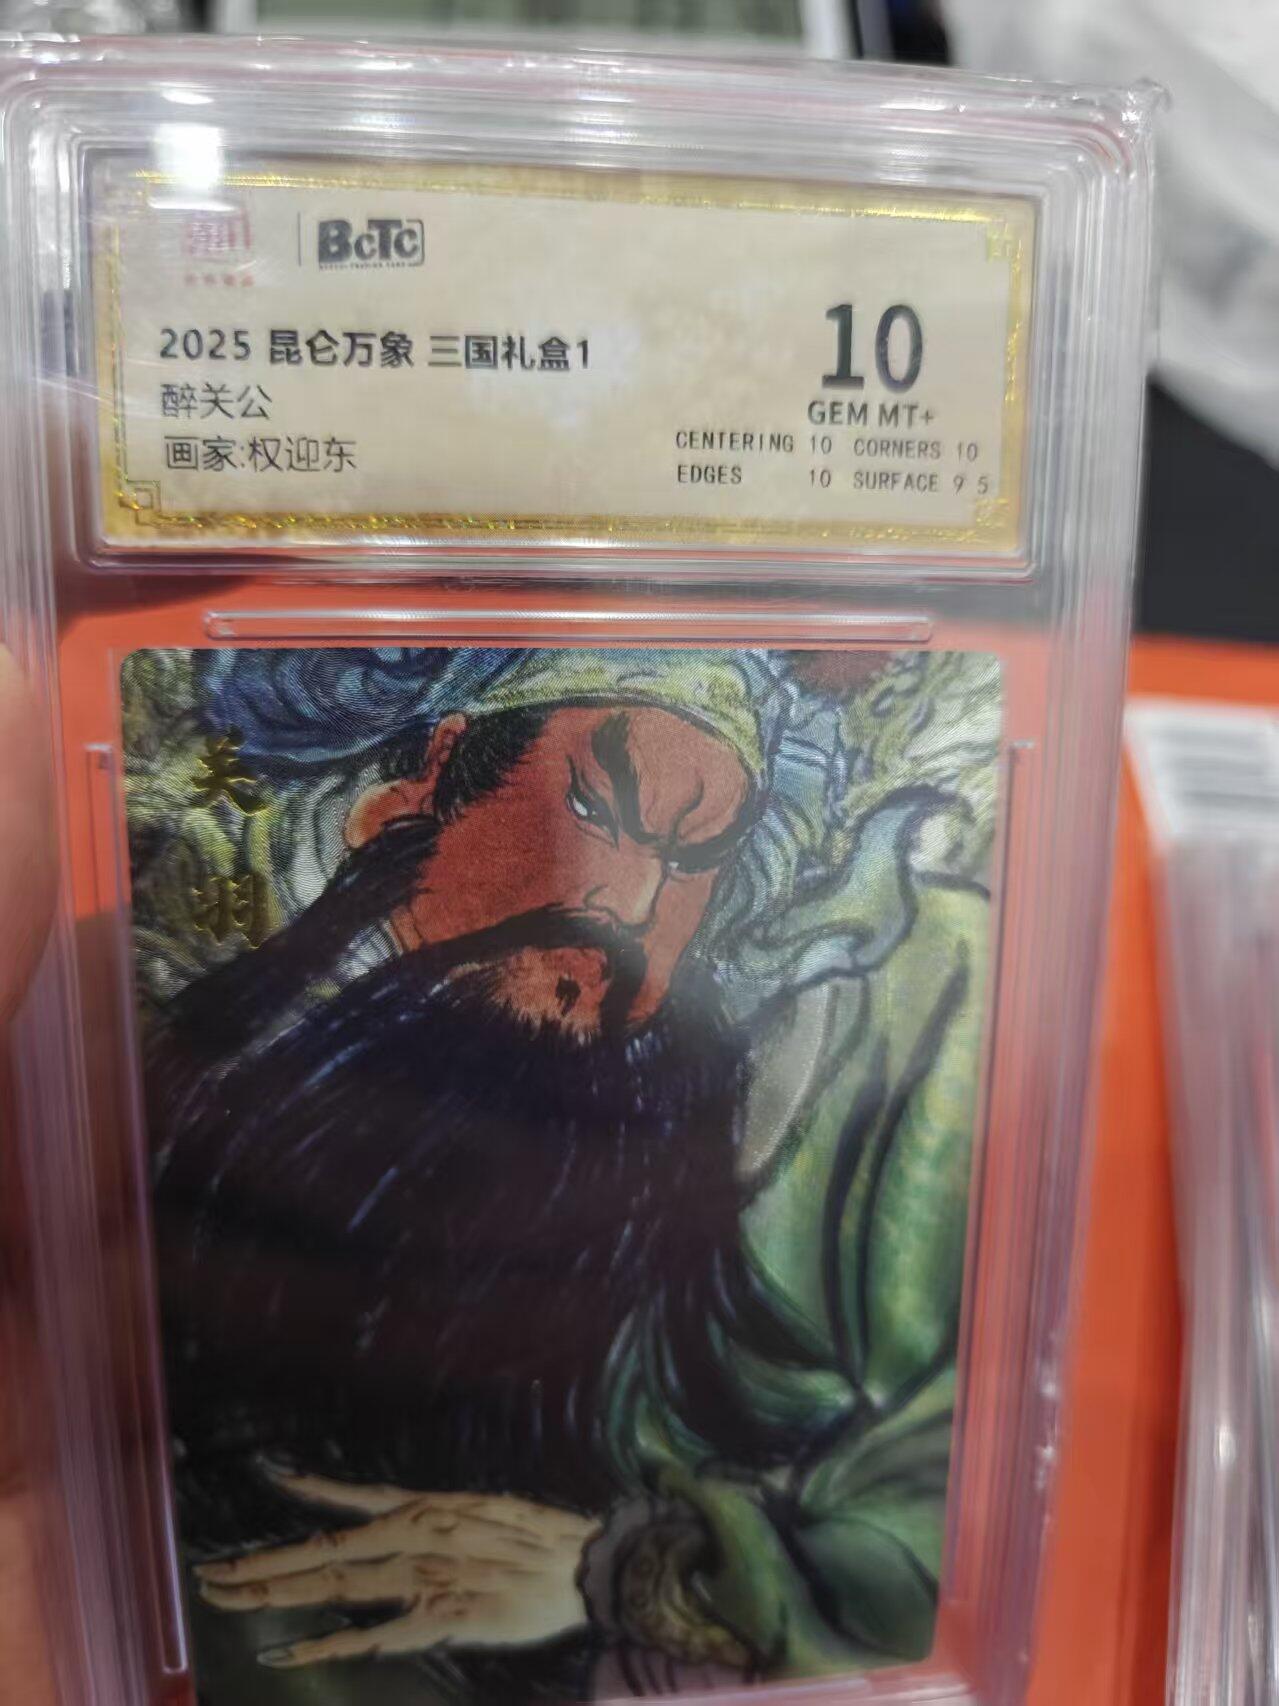 BCTC
2025 昆仑万象 三国礼盒1
醉关公
画家:权迎东
10
GEM MT+
CENTERING 10 CORNERS 10
EDGES 10 SURFACE 9 5
关羽